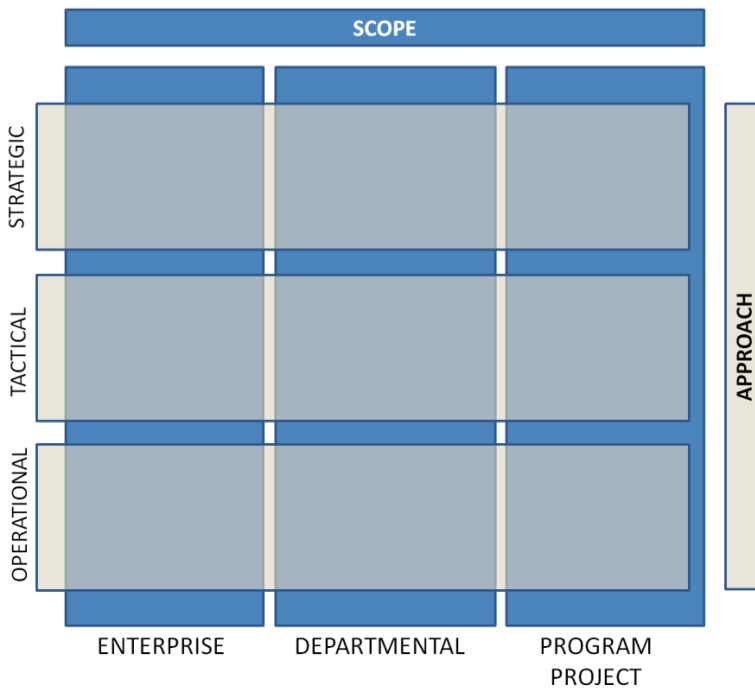 SCOPE
STRATEGIC
TACTICAL
OPERATIONAL
APPROACH
ENTERPRISE
DEPARTMENTAL
PROGRAM
PROJECT